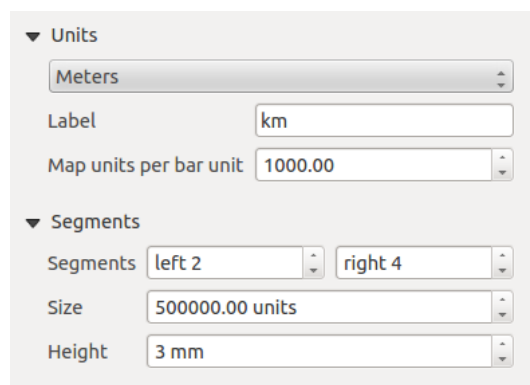 Units
Meters
Label km
Map units per bar unit 1000.00
Segments
Segments left 2 right 4
Size 500000.00 units
Height 3 mm